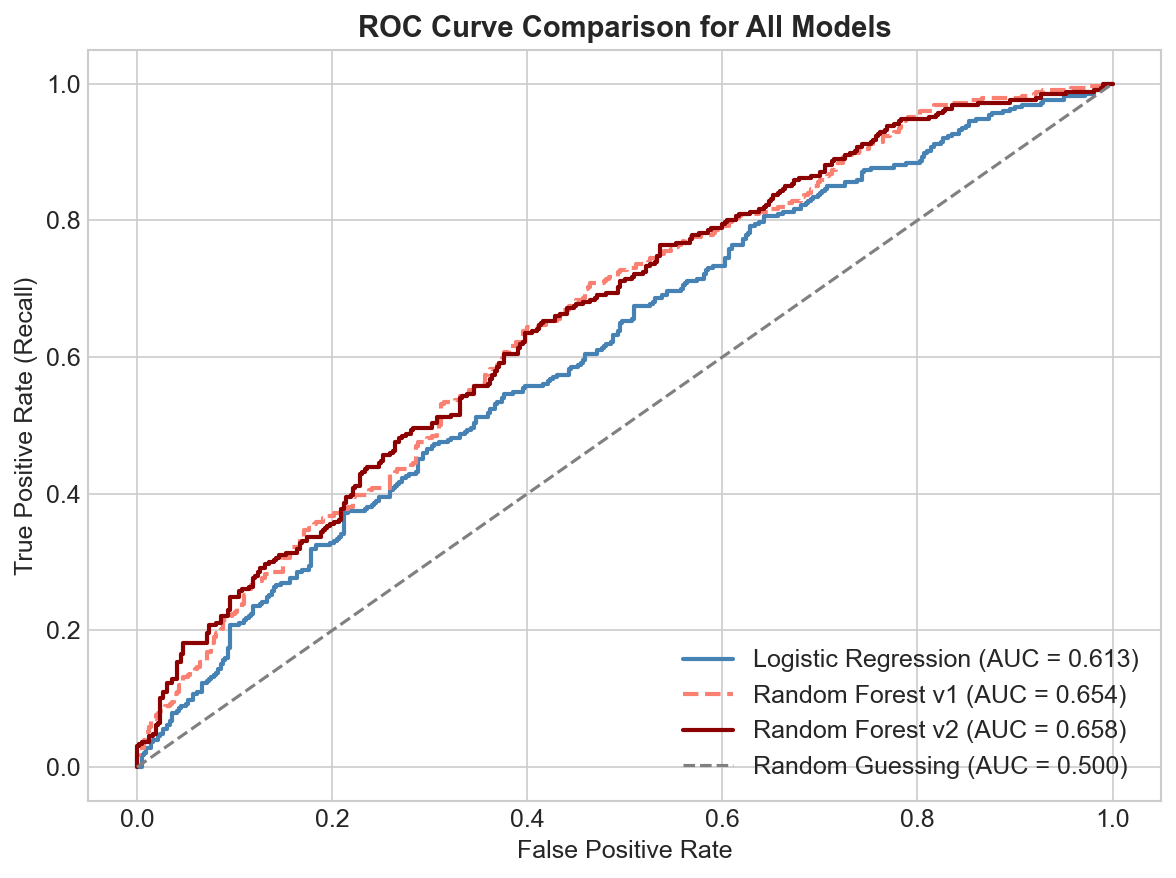 ROC Curve Comparison for All Models
True Positive Rate (Recall)
1.0
0.8
0.6
0.4
0.2
0.0
Logistic Regression (AUC = 0.613)
Random Forest v1 (AUC = 0.654)
Random Forest v2 (AUC = 0.658)
Random Guessing (AUC = 0.500)
0.0 0.2 0.4 0.6 0.8 1.0
False Positive Rate